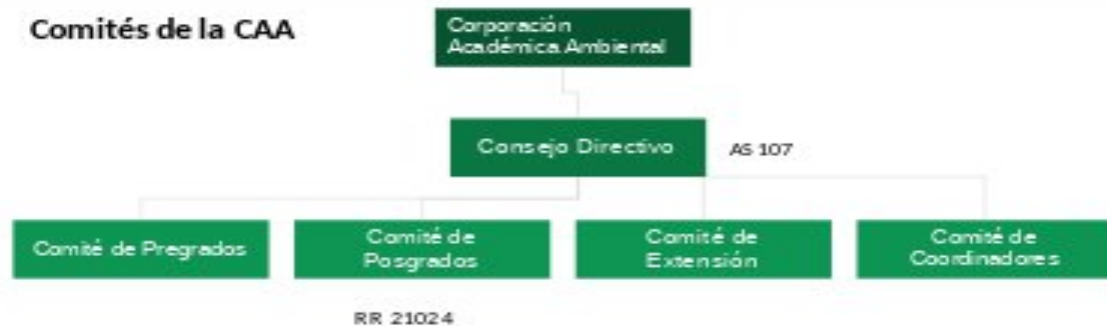 Comités de la CAA
Corporación
Académica Ambiental
Consejo Directivo
AS 107
Comité de Pregrados
Comité de
Posgrados
Comité de
Extensión
Comité de
Coordinadores
RR 21024